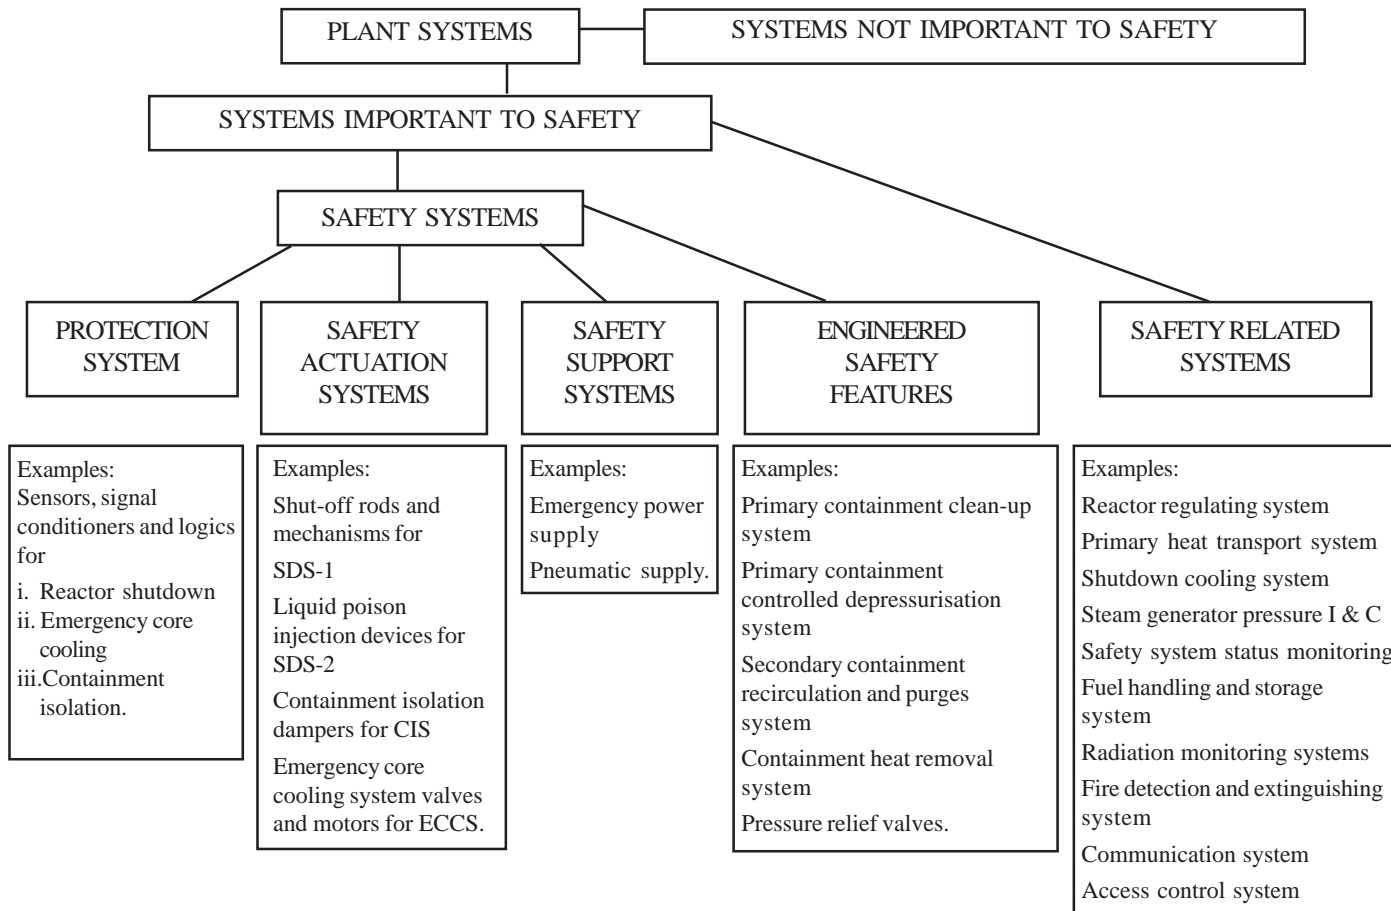 PLANT SYSTEMS
SYSTEMS NOT IMPORTANT TO SAFETY
SYSTEMS IMPORTANT TO SAFETY
SAFETY SYSTEMS
PROTECTION
SYSTEM
SAFETY
ACTUATION
SYSTEMS
SAFETY
SUPPORT
SYSTEMS
ENGINEERED
SAFETY
FEATURES
SAFETY RELATED
SYSTEMS
Examples:
Sensors, signal
conditioners and logics
for
i. Reactor shutdown
ii. Emergency core
cooling
iii.Containment
isolation.
Examples:
Shut-off rods and
mechanisms for
SDS-1
Liquid poison
injection devices for
SDS-2
Containment isolation
dampers for CIS
Emergency core
cooling system valves
and motors for ECCS.
Examples:
Emergency power
supply
Pneumatic supply.
Examples:
Primary containment clean-up
system
Primary containment
controlled depressurisation
system
Secondary containment
recirculation and purges
system
Containment heat removal
system
Pressure relief valves.
Examples:
Reactor regulating system
Primary heat transport system
Shutdown cooling system
Steam generator pressure I & C
Safety system status monitoring
Fuel handling and storage
system
Radiation monitoring systems
Fire detection and extinguishing
system
Communication system
Access control system